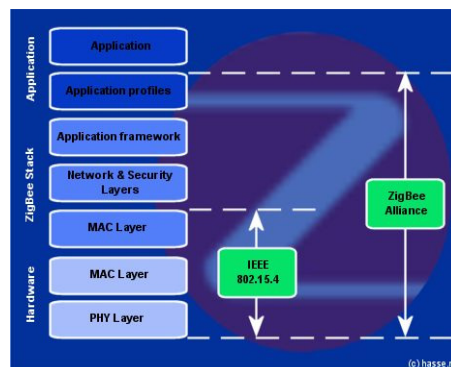 Application
Application profiles
Application framework
Network & Security
Layers
MAC Layer
MAC Layer
PHY Layer
Application
ZigBee Stack
Hardware
IEEE
802.15.4
ZigBee
Alliance